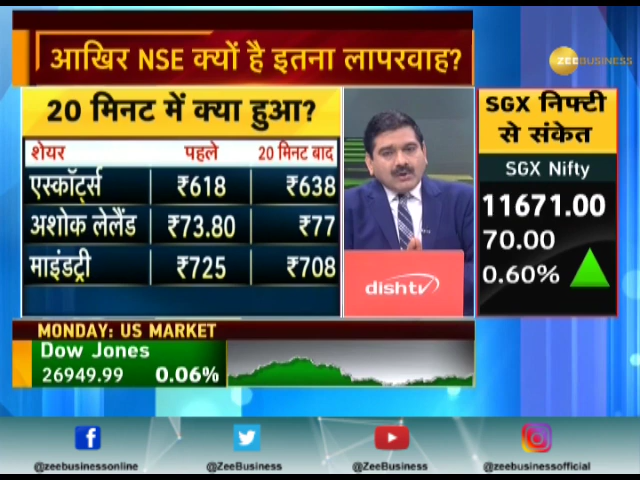 आखिर NSE क्यों है इतना लापरवाह?
ZEEBUSINESS
20 मिनट में क्या हुआ?
शेयर पहले 20 मिनट बाद
एस्कॉर्ट्स ₹618 ₹638
अशोक लेलैंड ₹73.80 ₹77
माइंडट्री ₹725 ₹708
dishtv
SGX निफ्टी
से संकेत
SGX Nifty
11671.00
70.00
0.60%
MONDAY: US MARKET
Dow Jones
26949.99 0.06%
@zeebusinessonline @ZeeBusiness @ZeeBusiness @zeebusinessofficial